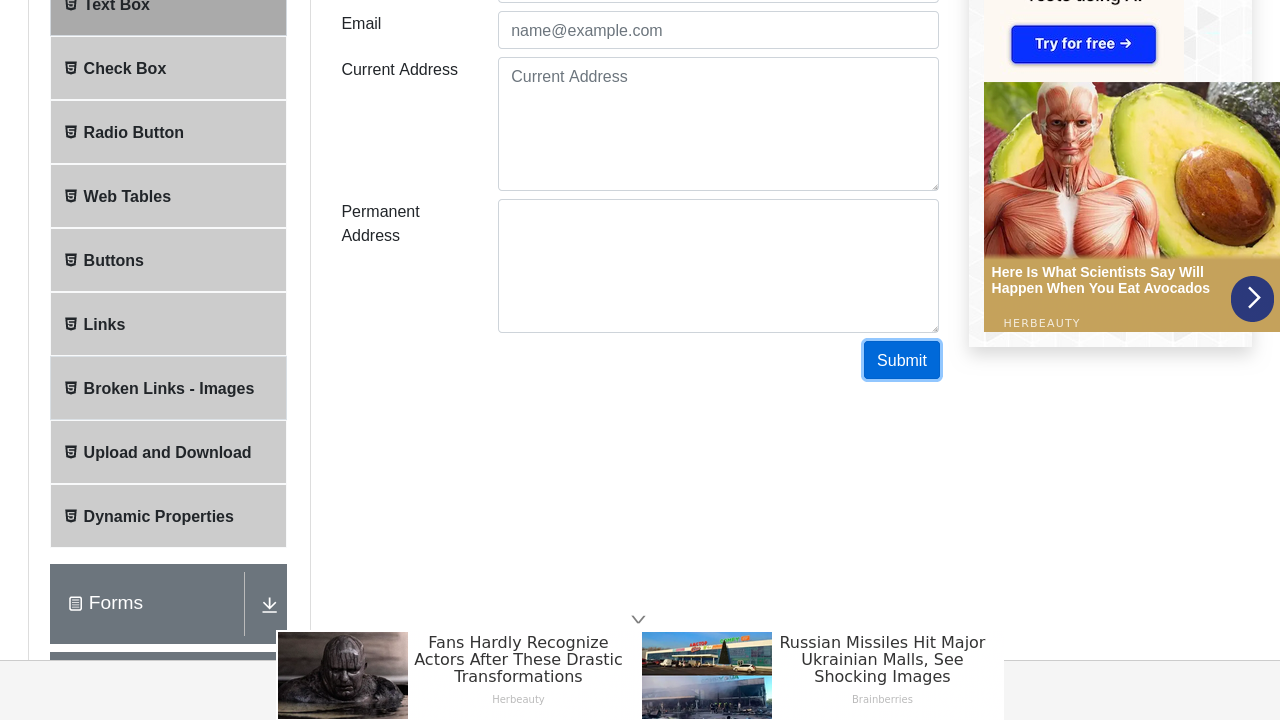 Text Box
Check Box
Radio Button
Web Tables
Buttons
Links
Broken Links - Images
Upload and Download
Dynamic Properties
Forms
Email
name@example.com
Current Address
Current Address
Permanent
Address
Submit
Try for free →
Here Is What Scientists Say Will
Happen When You Eat Avocados
HERBEAUTY
Fans Hardly Recognize
Actors After These Drastic
Transformations
Herbeauty
Russian Missiles Hit Major
Ukrainian Malls, See
Shocking Images
Brainberries